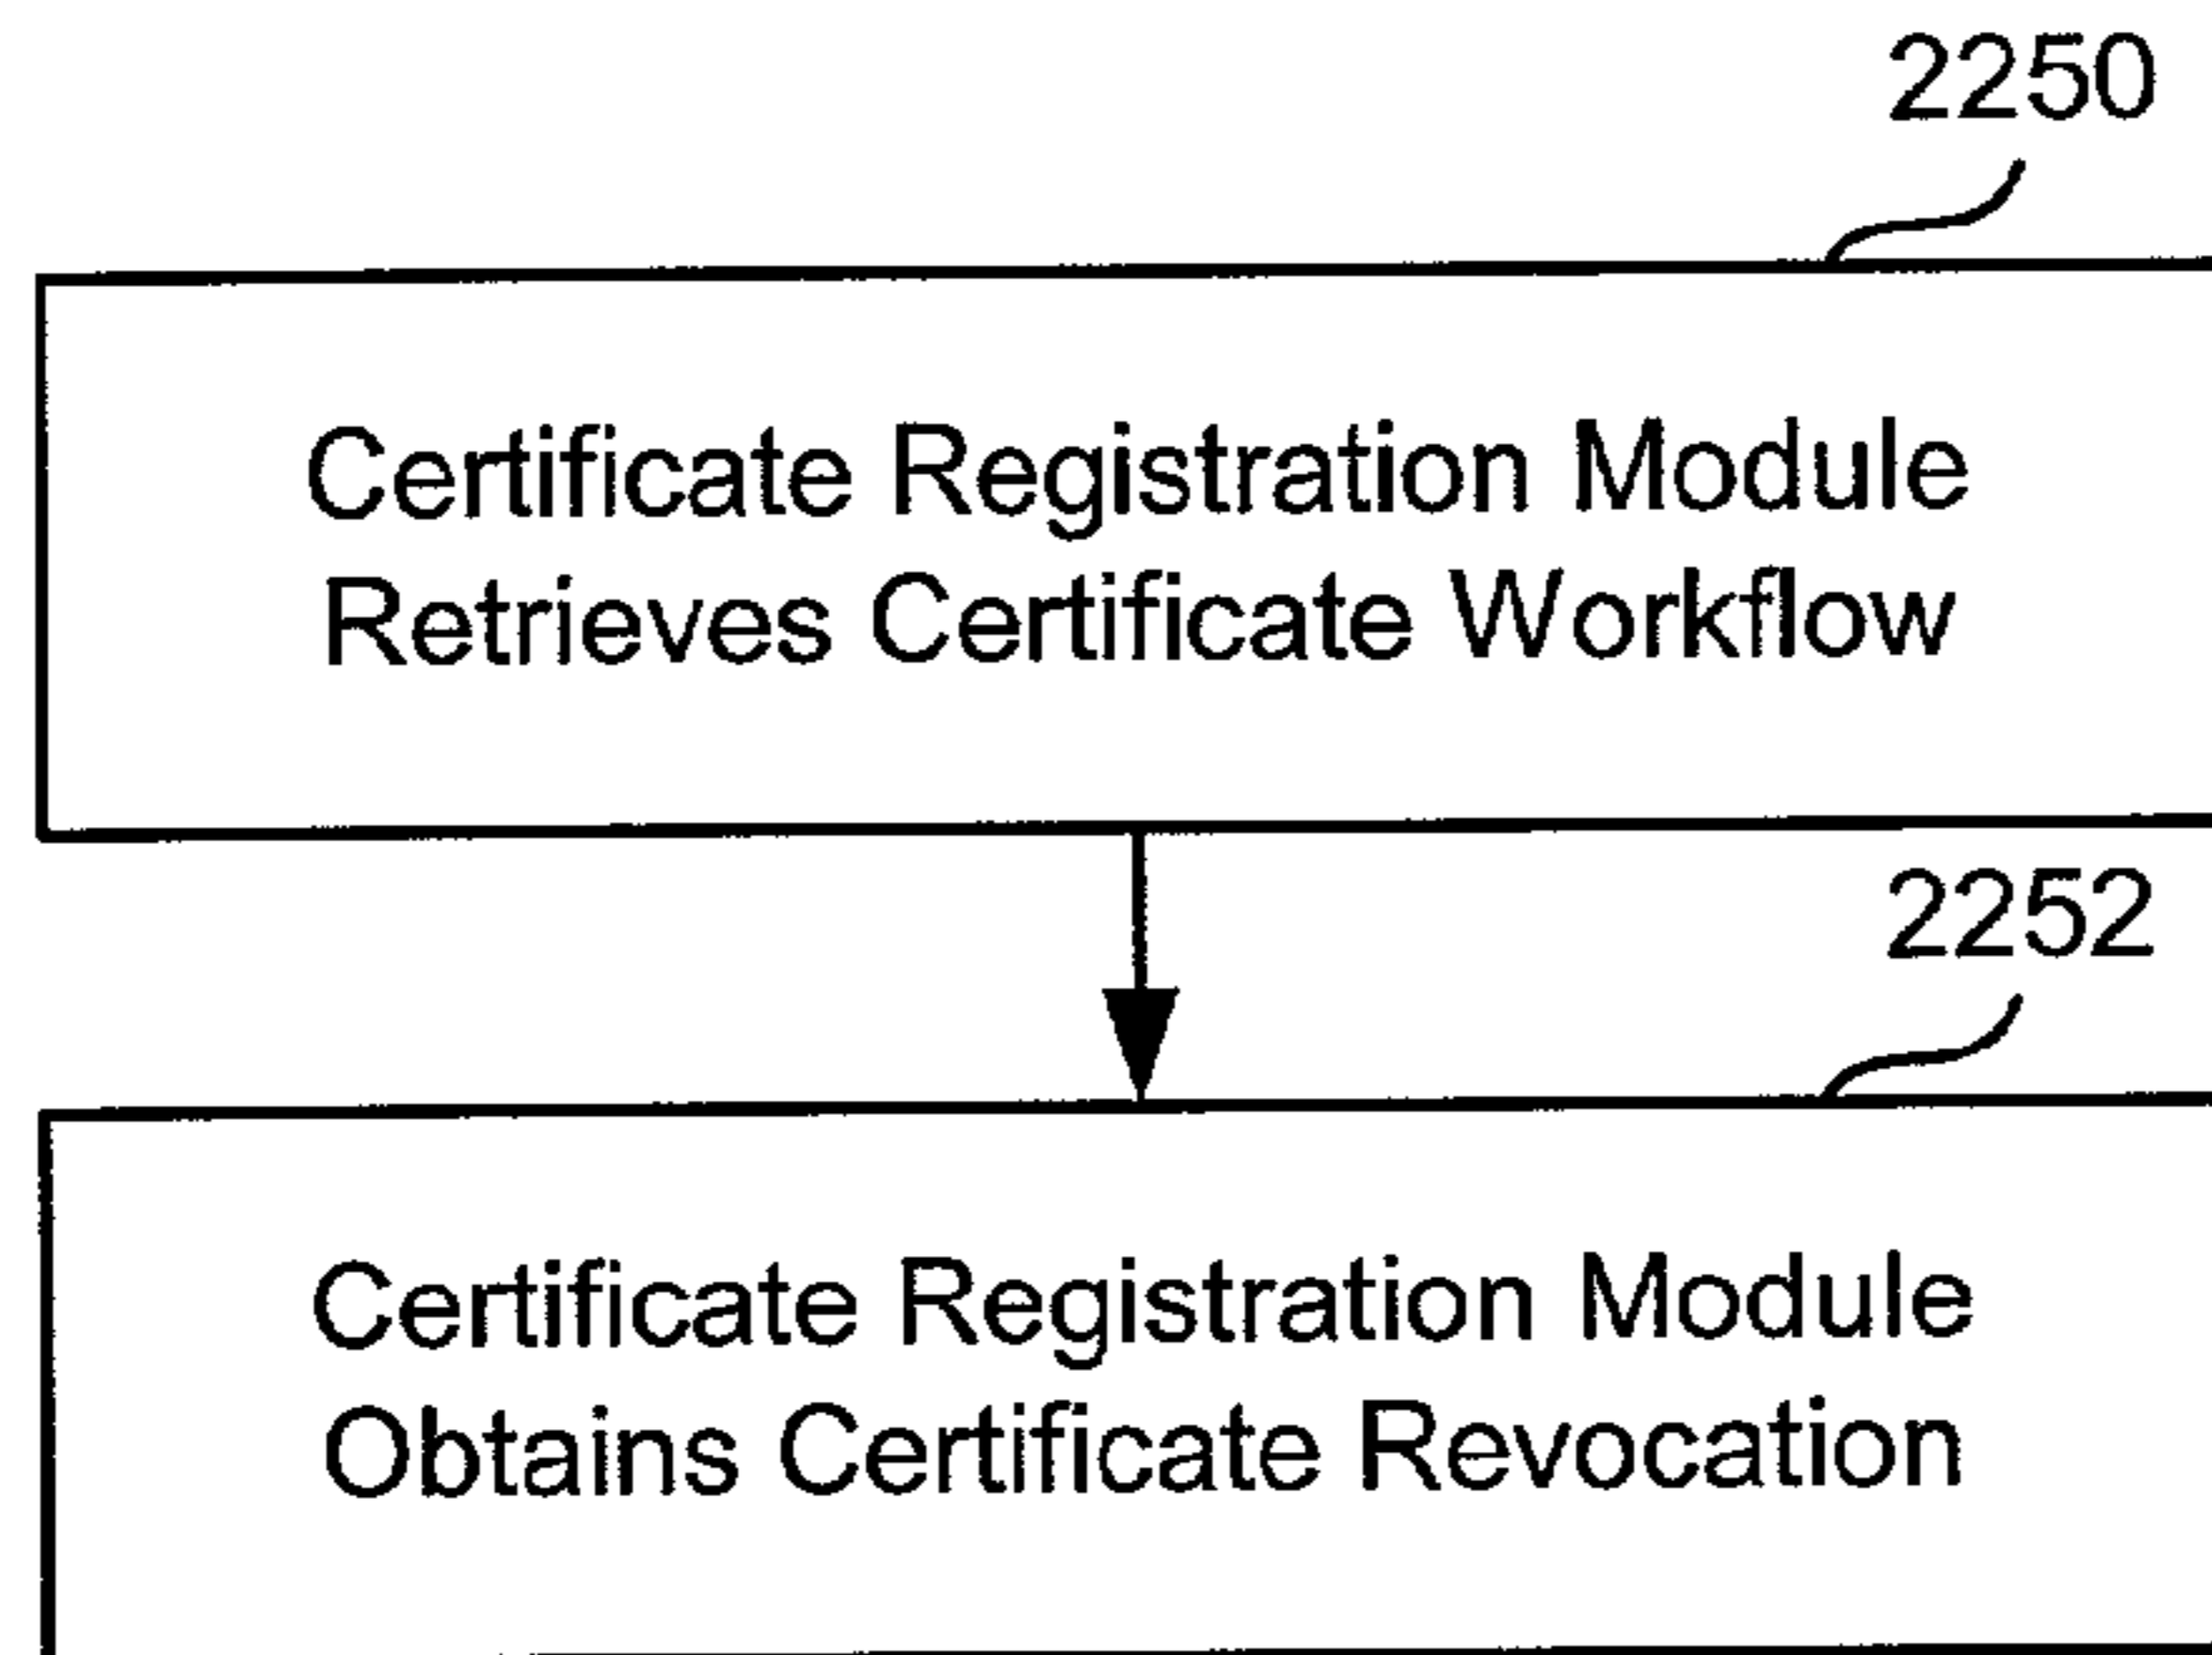 2250
Certificate Registration Module
Retrieves Certificate Workflow
2252
Certificate Registration Module
Obtains Certificate Revocation